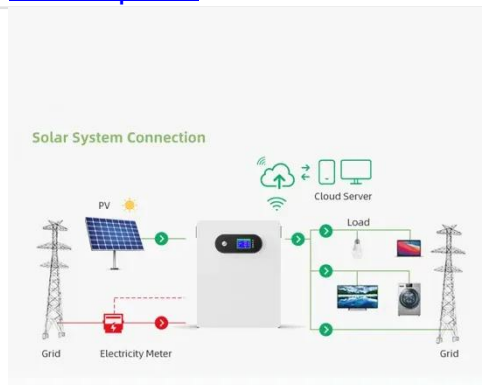 Solar System Connection
Cloud Server
PV
Load
Grid
Electricity Meter
Grid